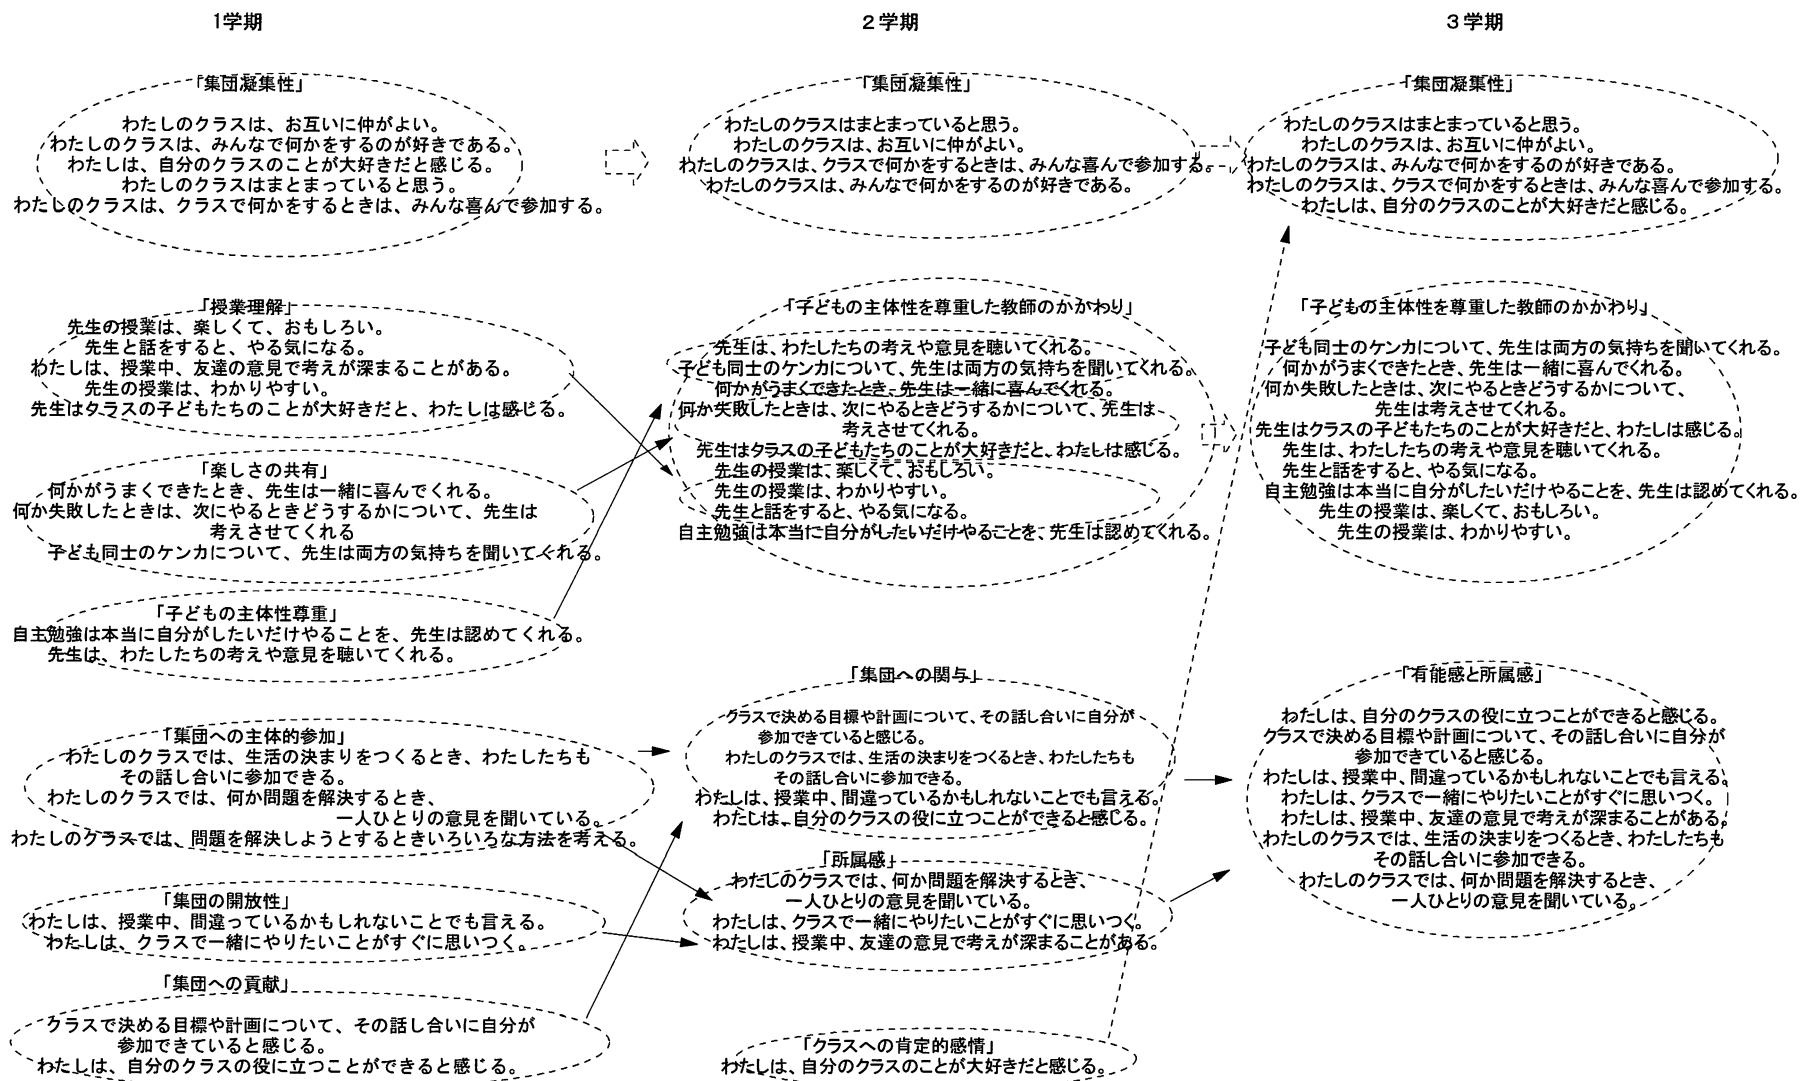 1学期
「集団凝集性」
わたしのクラスは、お互いに仲がよい。
わたしのクラスは、みんなで何かをするのが好きである。
わたしは、自分のクラスのことが大好きだと感じる。
わたしのクラスはまとまっていると思う。
わたしのクラスは、クラスで何かをするときは、みんな喜んで参加する。
「授業理解」
先生の授業は、楽しくて、おもしろい。
先生と話をすると、やる気になる。
わたしは、授業中、友達の意見で考えが深まることがある。
先生の授業は、わかりやすい。
先生はクラスの子どもたちのことが大好きだと、わたしは感じる。
「楽しさの共有」
何かがうまくできたとき、先生は一緒に喜んでくれる。
何か失敗したときは、次にやるときどうするかについて、先生は
考えさせてくれる
子ども同士のケンカについて、先生は両方の気持ちを聞いてくれる。
「子どもの主体性尊重」
自主勉強は本当に自分がしたいだけやることを、先生は認めてくれる。
先生は、わたしたちの考えや意見を聴いてくれる。
「集団への主体的参加」
わたしのクラスでは、生活の決まりをつくるとき、わたしたちも
その話し合いに参加できる。
わたしのクラスでは、何か問題を解決するとき、
一人ひとりの意見を聞いている。
わたしのクラスでは、問題を解決しようとするときいろいろな方法を考える。
「集団の開放性」
わたしは、授業中、間違っているかもしれないことでも言える。
わたしは、クラスで一緒にやりたいことがすぐに思いつく。
「集団への貢献」
クラスで決める目標や計画について、その話し合いに自分が
参加できていると感じる。
わたしは、自分のクラスの役に立つことができると感じる。
2学期
「集団凝集性」
わたしのクラスはまとまっていると思う。
わたしのクラスは、お互いに仲がよい。
わたしのクラスは、クラスで何かをするときは、みんな喜んで参加する。
わたしのクラスは、みんなで何かをするのが好きである。
「子どもの主体性を尊重した教師のかかわり」
先生は、わたしたちの考えや意見を聴いてくれる。
子ども同士のケンカについて、先生は両方の気持ちを聞いてくれる。
何かがうまくできたとき、先生は一緒に喜んでくれる。
何か失敗したときは、次にやるときどうするかについて、先生は
考えさせてくれる。
先生はクラスの子どもたちのことが大好きだと、わたしは感じる。
先生の授業は、楽しくて、おもしろい。
先生の授業は、わかりやすい。
先生と話をすると、やる気になる。
自主勉強は本当に自分がしたいだけやることを、先生は認めてくれる。
「集団への関与」
クラスで決める目標や計画について、その話し合いに自分が
参加できていると感じる。
わたしのクラスでは、生活の決まりをつくるとき、わたしたちも
その話し合いに参加できる。
わたしは、授業中、間違っているかもしれないことでも言える。
わたしは、自分のクラスの役に立つことができると感じる。
「所属感」
わたしのクラスでは、何か問題を解決するとき、
一人ひとりの意見を聞いている。
わたしは、クラスで一緒にやりたいことがすぐに思いつく。
わたしは、授業中、友達の意見で考えが深まることがある。
「クラスへの肯定的感情」
わたしは、自分のクラスのことが大好きだと感じる。
3学期
「集団凝集性」
わたしのクラスはまとまっていると思う。
わたしのクラスは、お互いに仲がよい。
わたしのクラスは、みんなで何かをするのが好きである。
わたしのクラスは、クラスで何かをするときは、みんな喜んで参加する。
わたしは、自分のクラスのことが大好きだと感じる。
「子どもの主体性を尊重した教師のかかわり」
子ども同士のケンカについて、先生は両方の気持ちを聞いてくれる。
何かがうまくできたとき、先生は一緒に喜んでくれる。
何か失敗したときは、次にやるときどうするかについて、
先生は考えさせてくれる。
先生はクラスの子どもたちのことが大好きだと、わたしは感じる。
先生は、わたしたちの考えや意見を聴いてくれる。
先生と話をすると、やる気になる。
自主勉強は本当に自分がしたいだけやることを、先生は認めてくれる。
先生の授業は、楽しくて、おもしろい。
先生の授業は、わかりやすい。
「有能感と所属感」
わたしは、自分のクラスの役に立つことができると感じる。
クラスで決める目標や計画について、その話し合いに自分が
参加できていると感じる。
わたしは、授業中、間違っているかもしれないことでも言える。
わたしは、クラスで一緒にやりたいことがすぐに思いつく。
わたしは、授業中、友達の意見で考えが深まることがある。
わたしのクラスでは、生活の決まりをつくるとき、わたしたちも
その話し合いに参加できる。
わたしのクラスでは、何か問題を解決するとき、
一人ひとりの意見を聞いている。